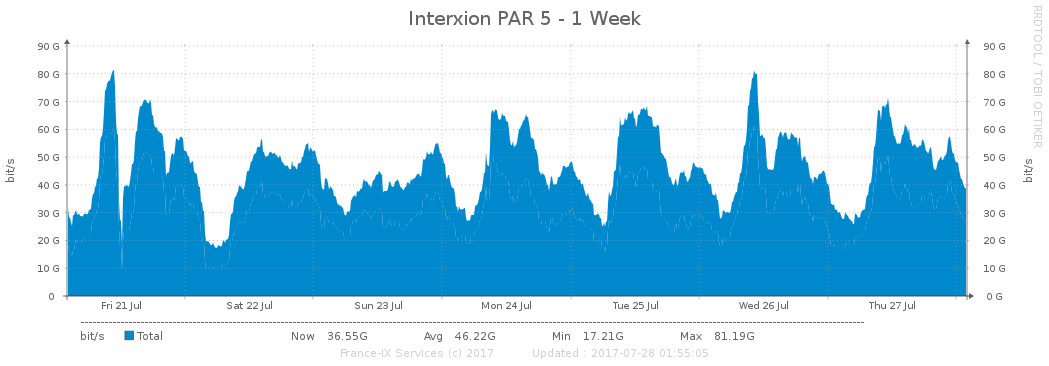 Interxion PAR 5 - 1 Week
RRDTOOL / TOBI OETIKER
bit/s
90 G 90 G
80 G 80 G
70 G 70 G
60 G 60 G
50 G 50 G
40 G 40 G
30 G 30 G
20 G 20 G
10 G 10 G
0 0 G
bit/s
Fri 21 Jul Sat 22 Jul Sun 23 Jul Mon 24 Jul Tue 25 Jul Wed 26 Jul Thu 27 Jul
bit/s Total Now 36.55G Avg 46.22G Min 17.21G Max 81.19G
France-IX Services (c) 2017 Updated : 2017-07-28 01:55:05